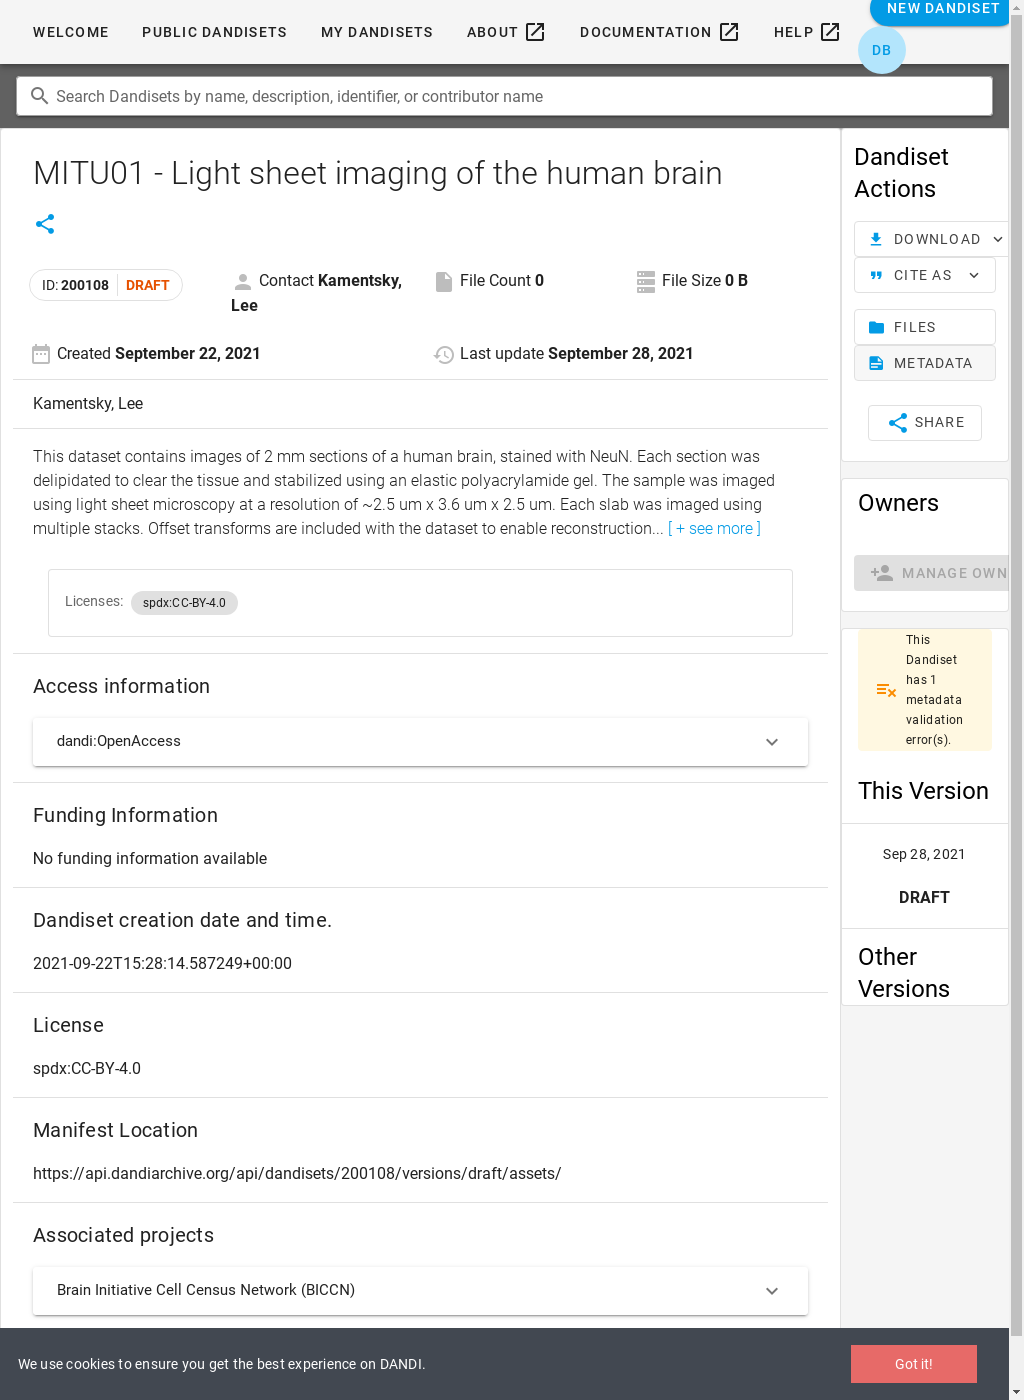 WELCOME PUBLIC DANDISETS MY DANDISETS ABOUT DOCUMENTATION HELP NEW DANDISET
DB
Search Dandisets by name, description, identifier, or contributor name
MITU01 - Light sheet imaging of the human brain
ID: 200108 DRAFT
Contact Kamentsky,
Lee
File Count 0
File Size 0 B
Created September 22, 2021
Last update September 28, 2021
Kamentsky, Lee
This dataset contains images of 2 mm sections of a human brain, stained with NeuN. Each section was
delipidated to clear the tissue and stabilized using an elastic polyacrylamide gel. The sample was imaged
using light sheet microscopy at a resolution of ~2.5 um x 3.6 um x 2.5 um. Each slab was imaged using
multiple stacks. Offset transforms are included with the dataset to enable reconstruction... [ + see more ]
Licenses: spdx:CC-BY-4.0
Access information
dandi:OpenAccess
Funding Information
No funding information available
Dandiset creation date and time.
2021-09-22T15:28:14.587249+00:00
License
spdx:CC-BY-4.0
Manifest Location
https://api.dandiarchive.org/api/dandisets/200108/versions/draft/assets/
Associated projects
Brain Initiative Cell Census Network (BICCN)
Dandiset
Actions
DOWNLOAD
CITE AS
FILES
METADATA
SHARE
Owners
MANAGE OWN
This
Dandiset
has 1
metadata
validation
error(s).
This Version
Sep 28, 2021
DRAFT
Other
Versions
We use cookies to ensure you get the best experience on DANDI.
Got it!